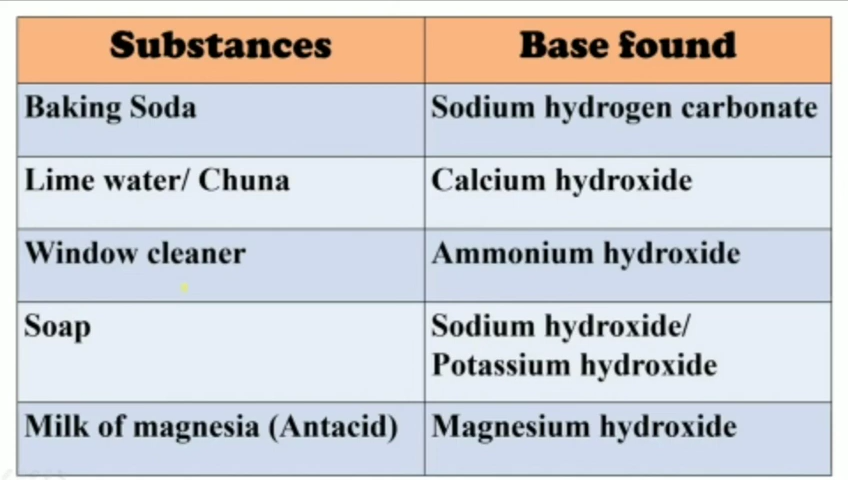 Substances Base found
Baking Soda Sodium hydrogen carbonate
Lime water/ Chuna Calcium hydroxide
Window cleaner Ammonium hydroxide
Soap Sodium hydroxide/
Potassium hydroxide
Milk of magnesia (Antacid) Magnesium hydroxide